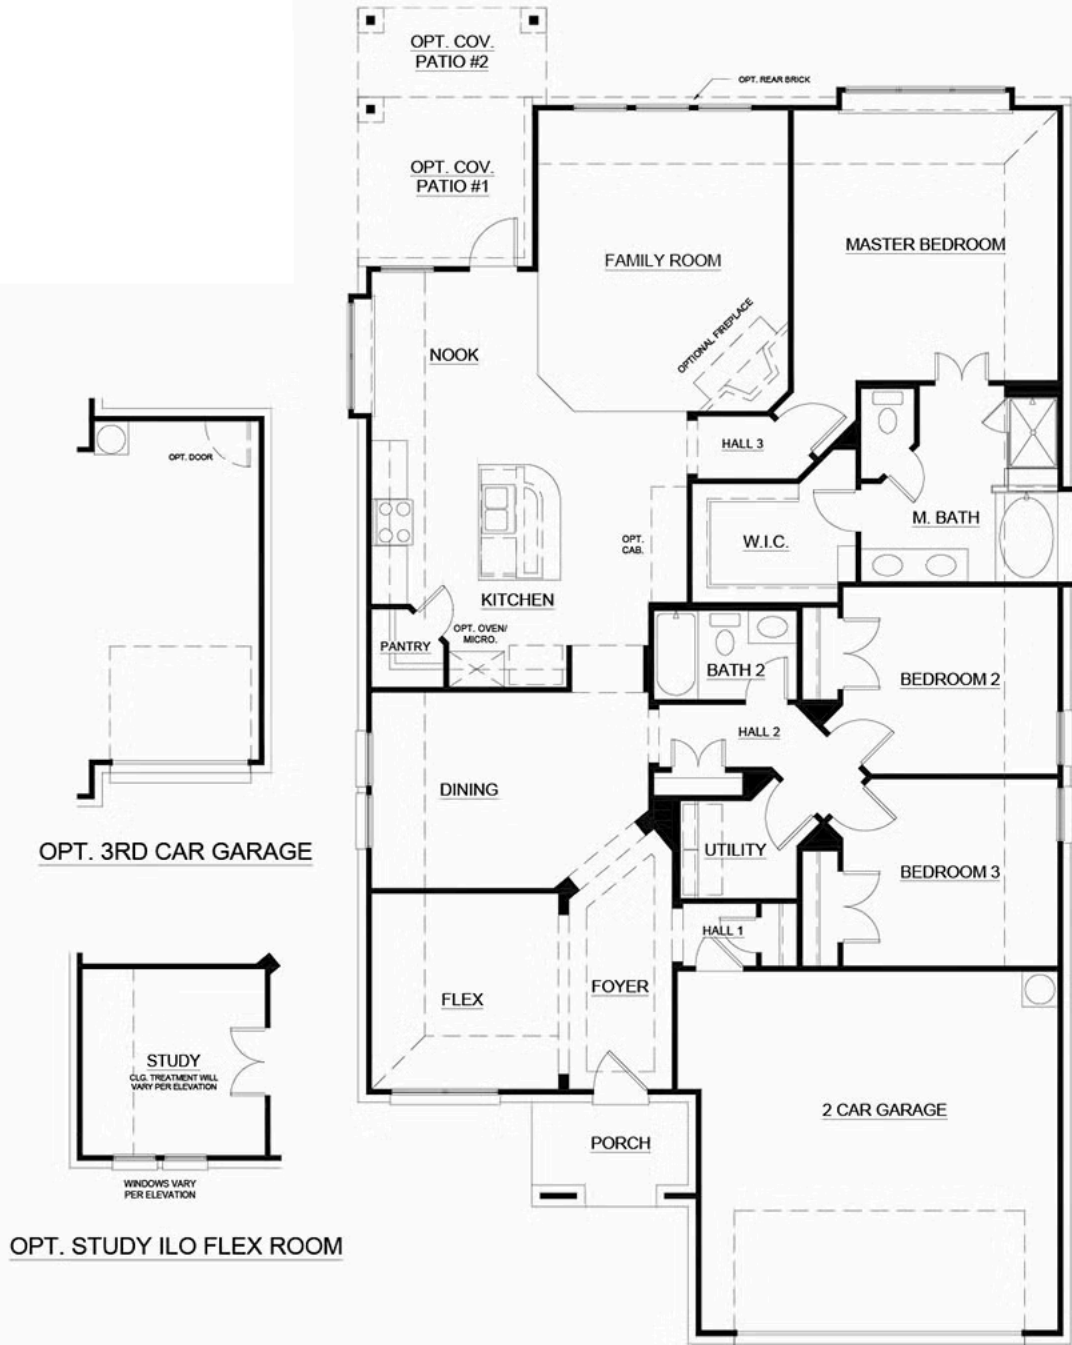 OPT. COV.
PATIO #2
OPT. REAR BRICK
OPT. COV.
PATIO #1
MASTER BEDROOM
FAMILY ROOM
OPTIONAL FIREPLACE
NOOK
HALL 3
OPT. DOOR
M. BATH
W.I.C.
OPT.
CAB.
KITCHEN
OPT. OVEN/
MICRO.
PANTRY
BATH 2
BEDROOM 2
HALL 2
DINING
UTILITY
OPT. 3RD CAR GARAGE
BEDROOM 3
HALL 1
FOYER
FLEX
STUDY
CLG. TREATMENT WILL
VARY PER ELEVATION
2 CAR GARAGE
PORCH
WINDOWS VARY
PER ELEVATION
OPT. STUDY ILO FLEX ROOM